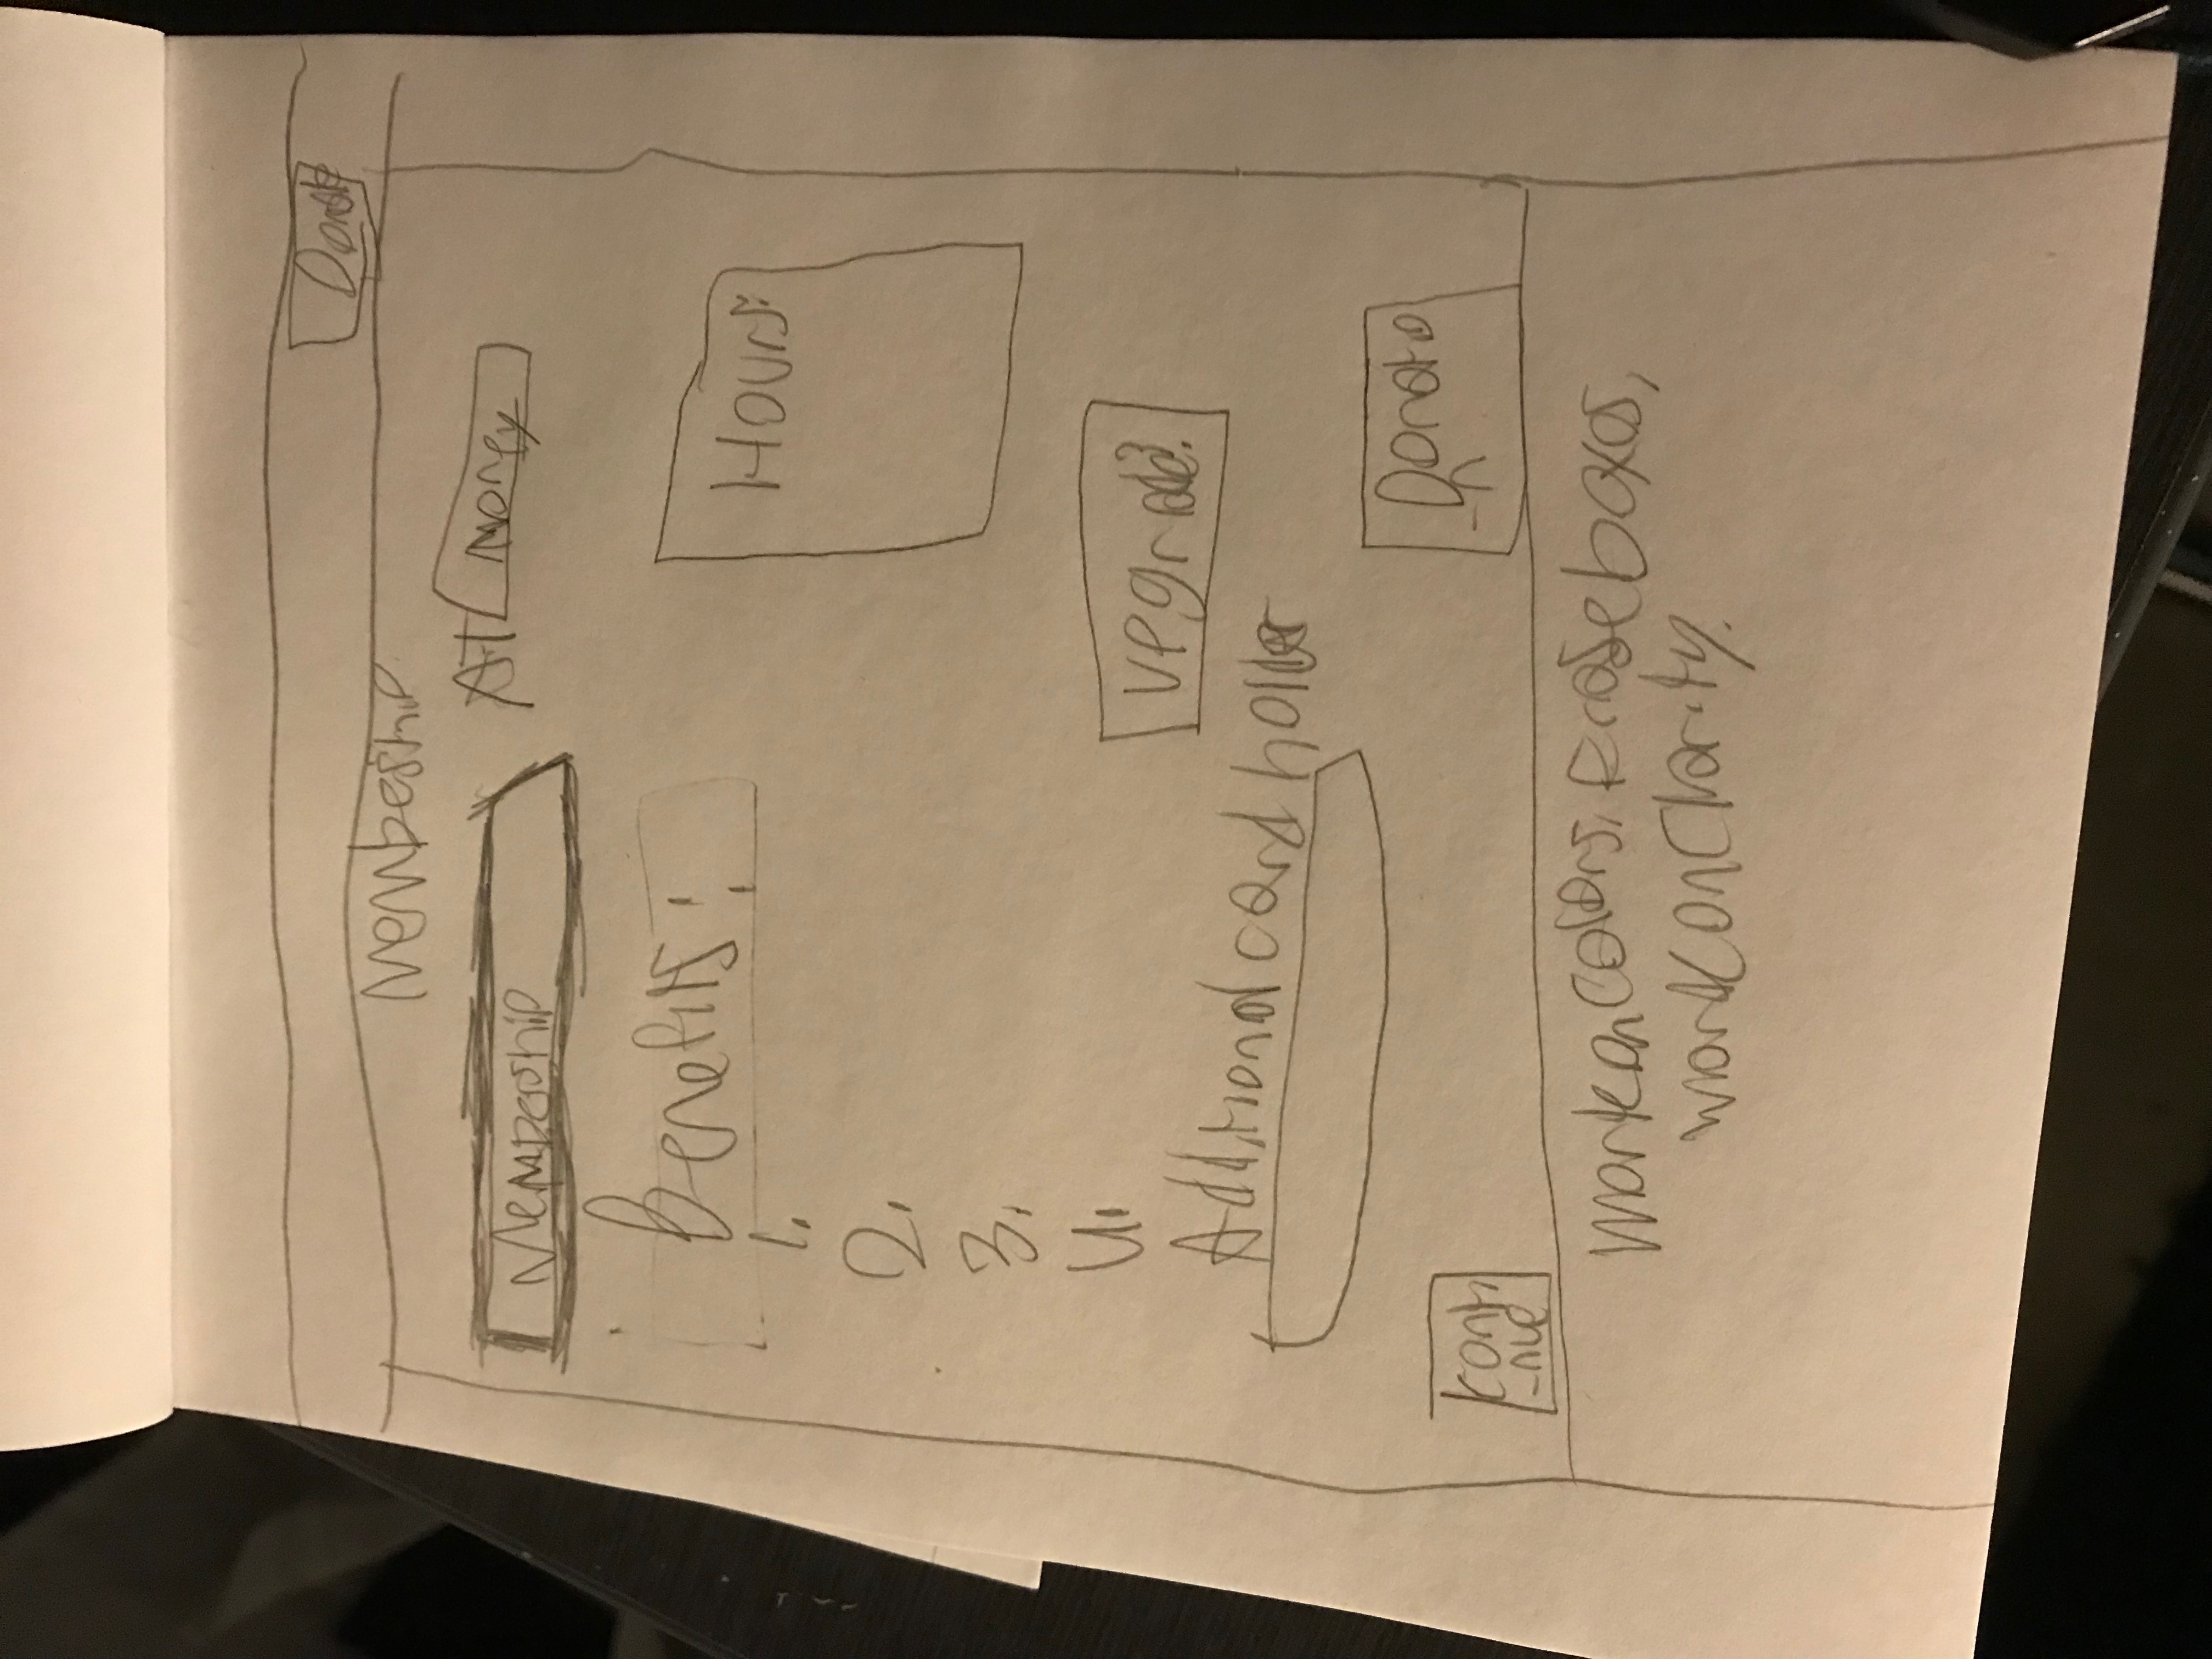 Donate
Membership
Membership
AT Money
Benefits:
Hours:
1.
2.
3.
4.
Upgrade?
Additional card holder
Donatio
-n
conti
-nue
Work on colors, Erase boxes,
work on Clarity.